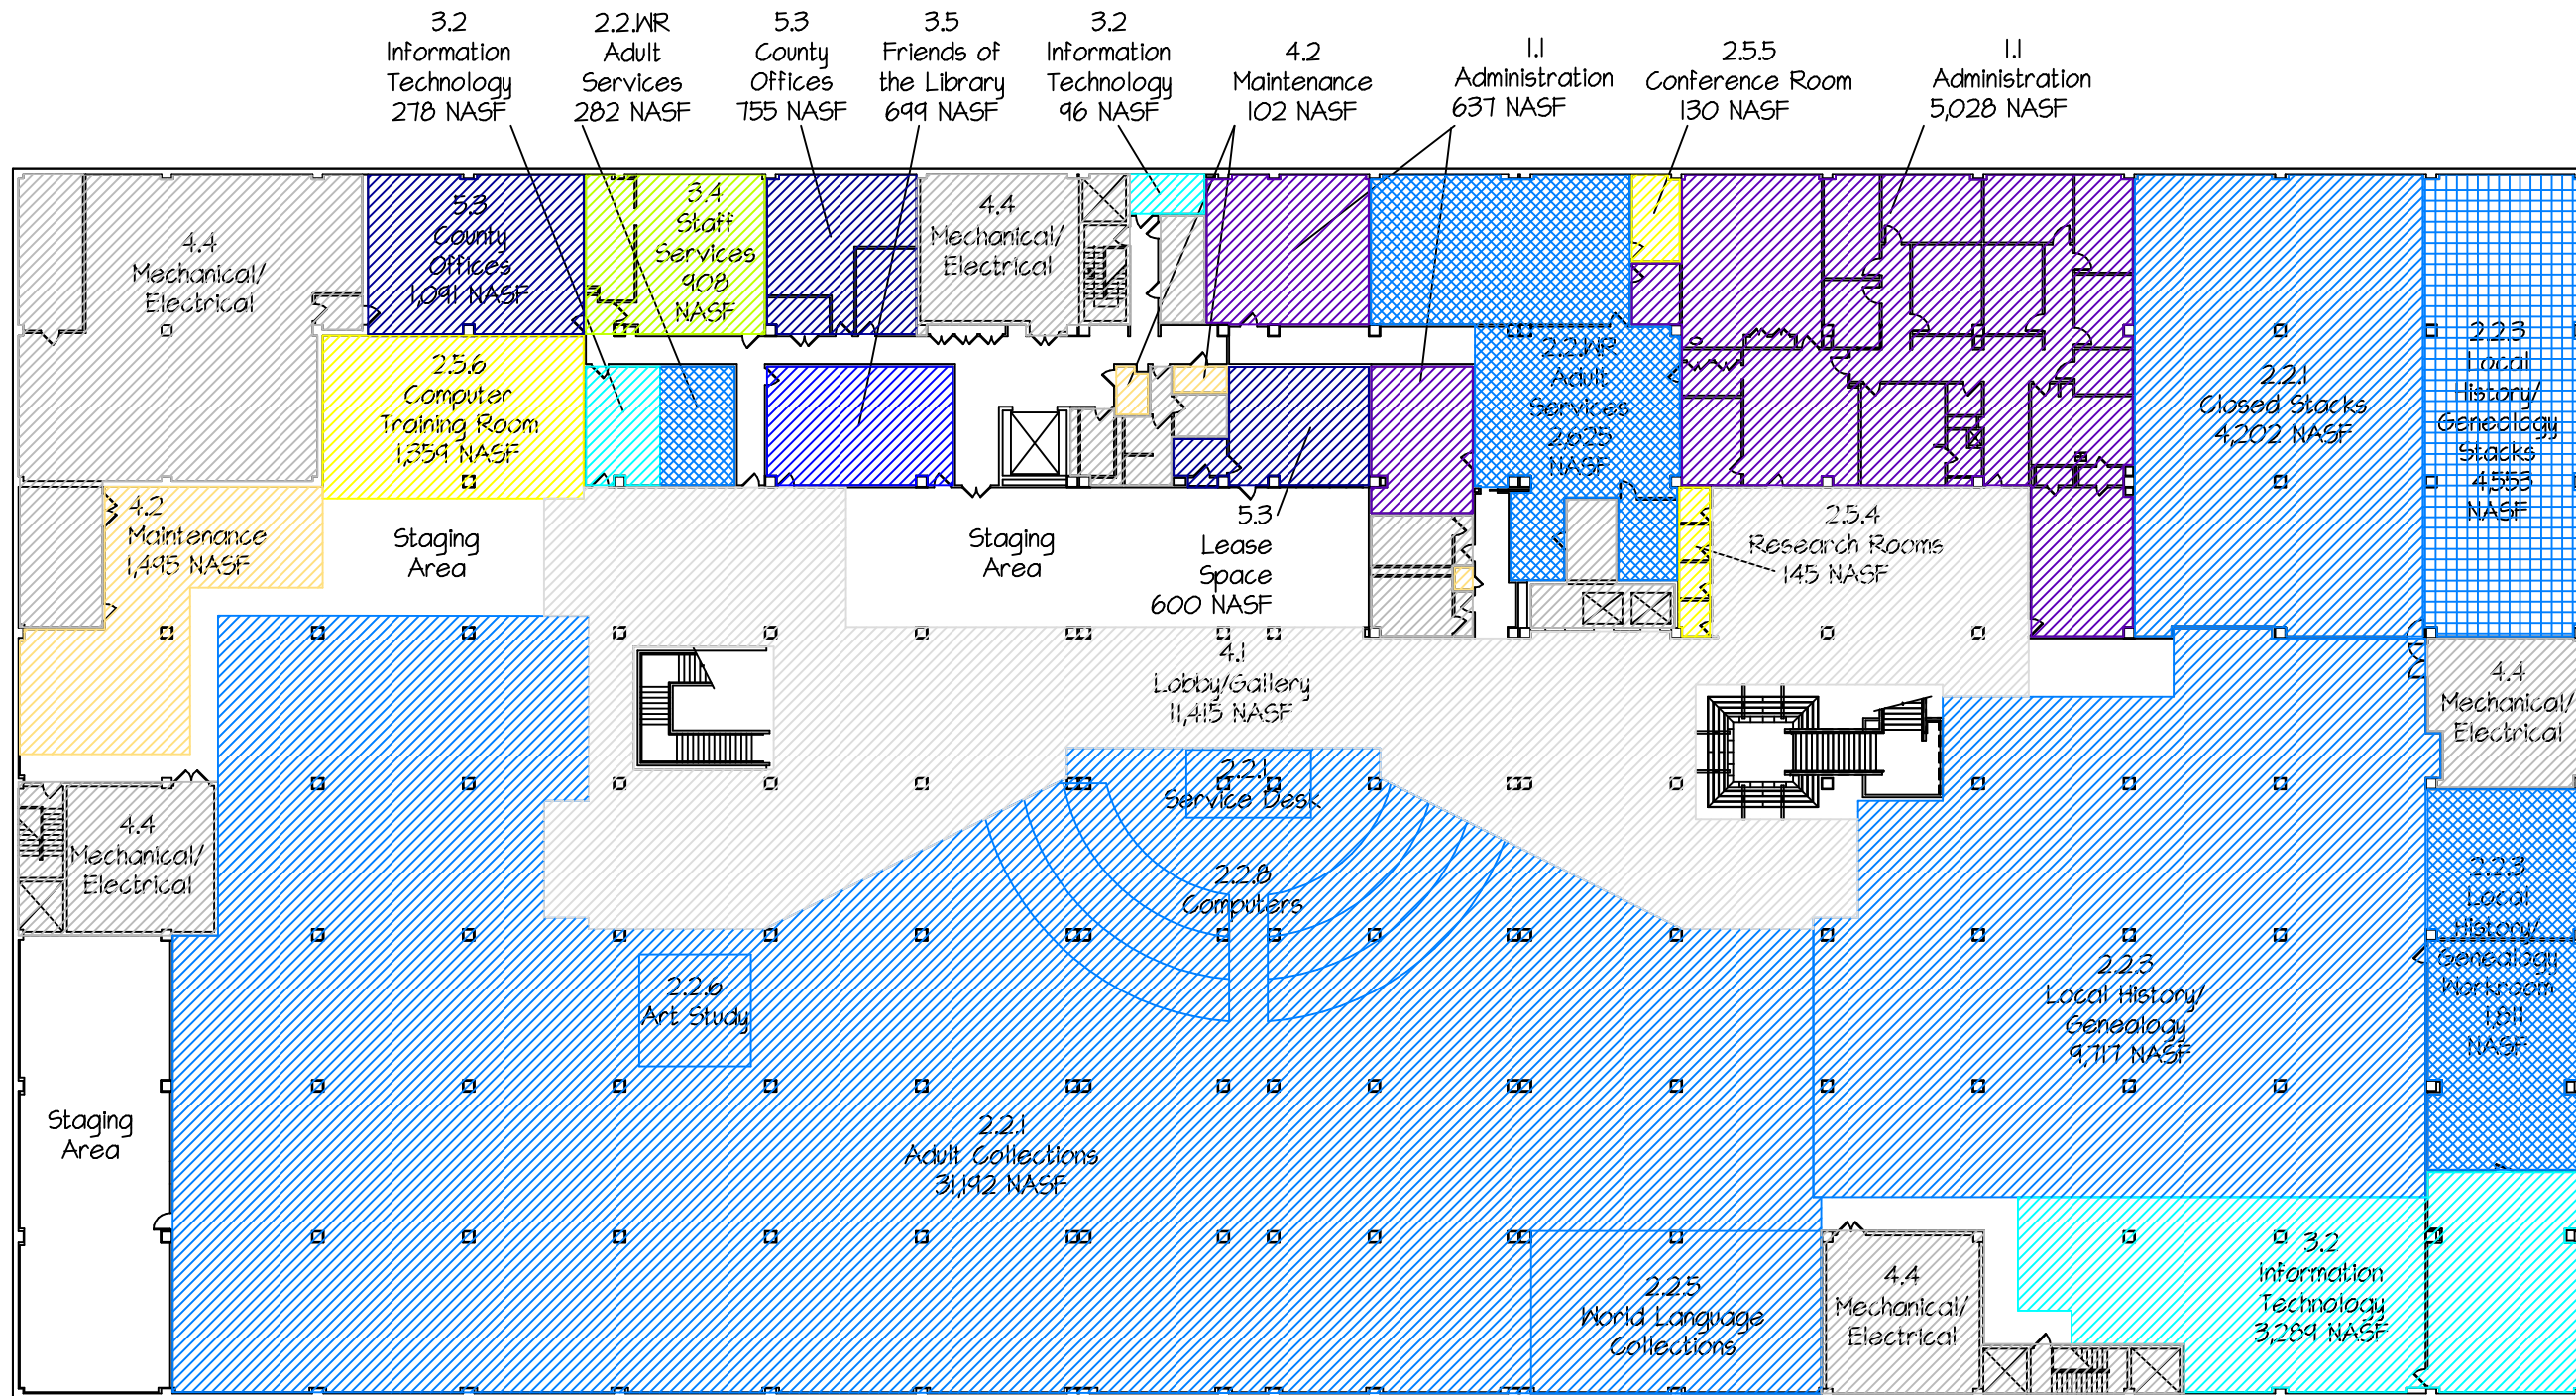 3.2
Information
Technology
278 NASF
2.2.WR
Adult
Services
282 NASF
5.3
County
Offices
755 NASF
3.5
Friends of
the Library
699 NASF
3.2
Information
Technology
96 NASF
4.2
Maintenance
102 NASF
1.1
Administration
637 NASF
2.5.5
Conference Room
130 NASF
1.1
Administration
5,028 NASF
4.4
Mechanical/
Electrical
5.3
County
Offices
1,091 NASF
3.4
Staff
Services
908
NASF
4.4
Mechanical/
Electrical
2.5.6
Computer
Training Room
1,359 NASF
2.2.WR
Adult
Services
2,625
NASF
2.2.1
Closed Stacks
4,202 NASF
2.2.3
Local
History/
Genealogy
Stacks
4,553
NASF
4.2
Maintenance
1,495 NASF
Staging
Area
Staging
Area
5.3
Lease
Space
600 NASF
2.5.4
Research Rooms
145 NASF
4.1
Lobby/Gallery
11,415 NASF
4.4
Mechanical/
Electrical
2.2.1
Service Desk
4.4
Mechanical/
Electrical
2.2.8
Computers
2.2.3
Local
History/
Genealogy
Workroom
1,811
NASF
2.2.6
Art Study
2.2.3
Local History/
Genealogy
9,717 NASF
Staging
Area
2.2.1
Adult Collections
31,192 NASF
2.2.5
World Language
Collections
4.4
Mechanical/
Electrical
3.2
Information
Technology
3,289 NASF